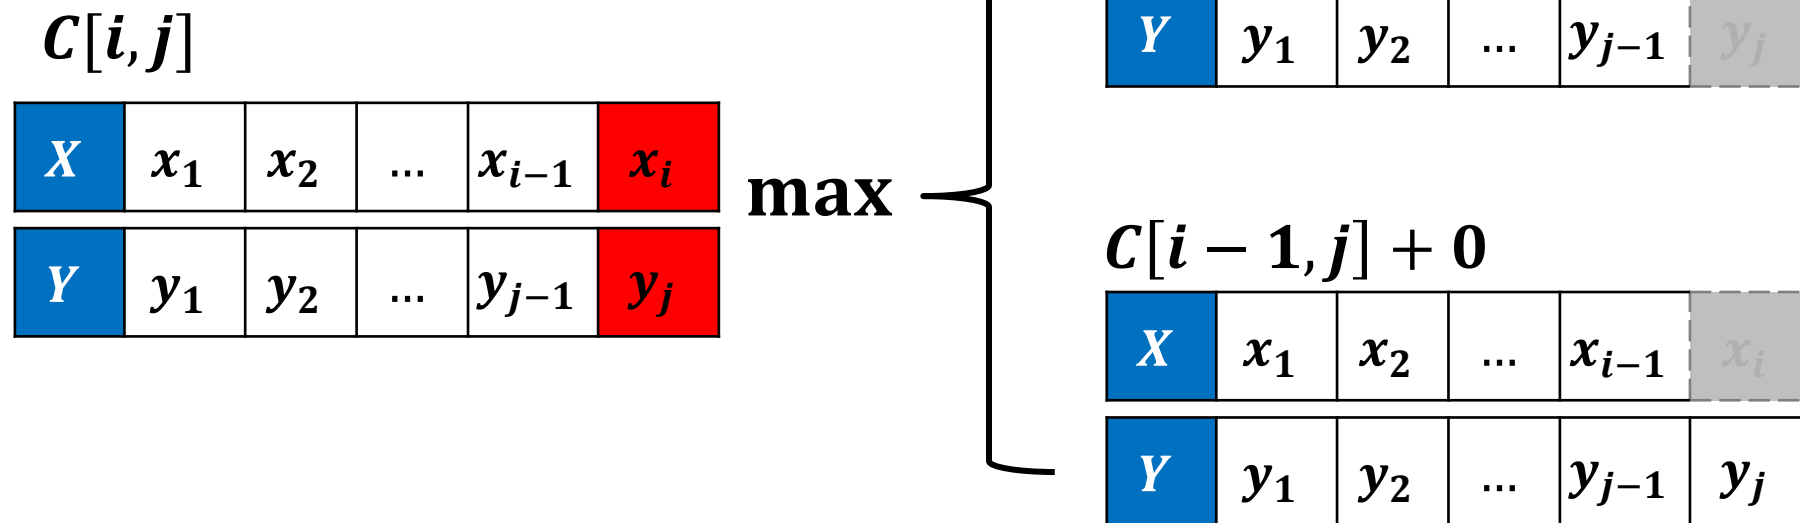 C[i, j]
X x₁ x₂ … xᵢ₋₁ xᵢ
Y y₁ y₂ … yⱼ₋₁ yⱼ
max
Y y₁ y₂ … yⱼ₋₁ yⱼ
C[i − 1, j] + 0
X x₁ x₂ … xᵢ₋₁ xᵢ
Y y₁ y₂ … yⱼ₋₁ yⱼ